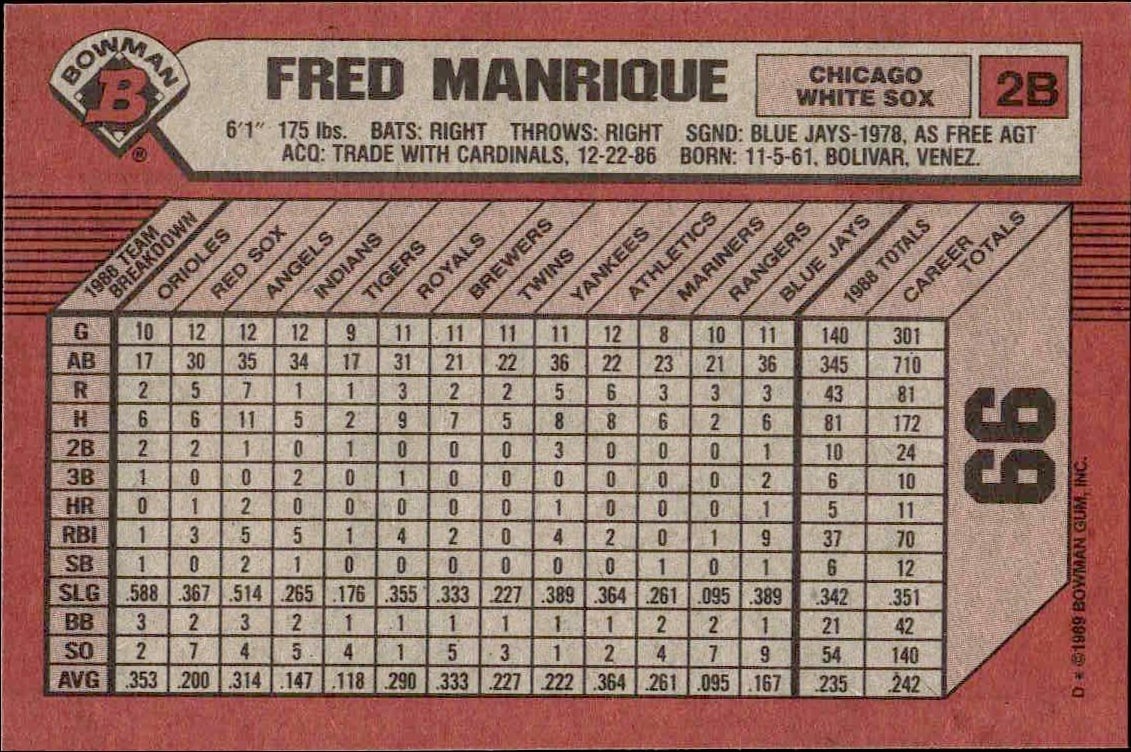 BOWMAN
B
®
FRED MANRIQUE
CHICAGO
WHITE SOX
2B
6'1" 175 lbs. BATS: RIGHT THROWS: RIGHT SGND: BLUE JAYS-1978, AS FREE AGT
ACQ: TRADE WITH CARDINALS, 12-22-86 BORN: 11-5-61, BOLIVAR, VENEZ.
1988 TEAM BREAKDOWN ORIOLES RED SOX ANGELS INDIANS TIGERS ROYALS BREWERS TWINS YANKEES ATHLETICS MARINERS RANGERS BLUE JAYS 1988 TOTALS CAREER TOTALS
G 10 12 12 12 9 11 11 11 11 12 8 10 11 140 301
AB 17 30 35 34 17 31 21 22 36 22 23 21 36 345 710
R 2 5 7 1 1 3 2 2 5 6 3 3 3 43 81
H 6 6 11 5 2 9 7 5 8 8 6 2 6 81 172
2B 2 2 1 0 1 0 0 0 3 0 0 0 1 10 24
3B 1 0 0 2 0 1 0 0 0 0 0 0 2 6 10
HR 0 1 2 0 0 0 0 0 1 0 0 0 1 5 11
RBI 1 3 5 5 1 4 2 0 4 2 0 1 9 37 70
SB 1 0 2 1 0 0 0 0 0 0 1 0 1 6 12
SLG .588 .367 .514 .265 .176 .355 .333 .227 .389 .364 .261 .095 .389 .342 .351
BB 3 2 3 2 1 1 1 1 1 1 2 2 1 21 42
SO 2 7 4 5 4 1 5 3 1 2 4 7 9 54 140
AVG .353 .200 .314 .147 .118 .290 .333 .227 .222 .364 .261 .095 .167 .235 .242
66
D * ©1989 BOWMAN GUM, INC.